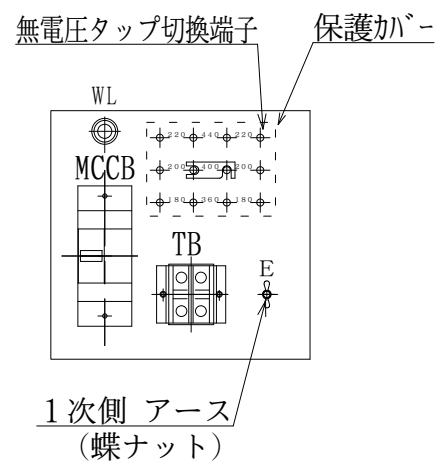 無電圧タップ切換端子
保護ｶﾊﾞｰ
WL
220 440 220
MCCB
200 400 200
180 360 180
TB
E
１次側 アース
(蝶ナット)